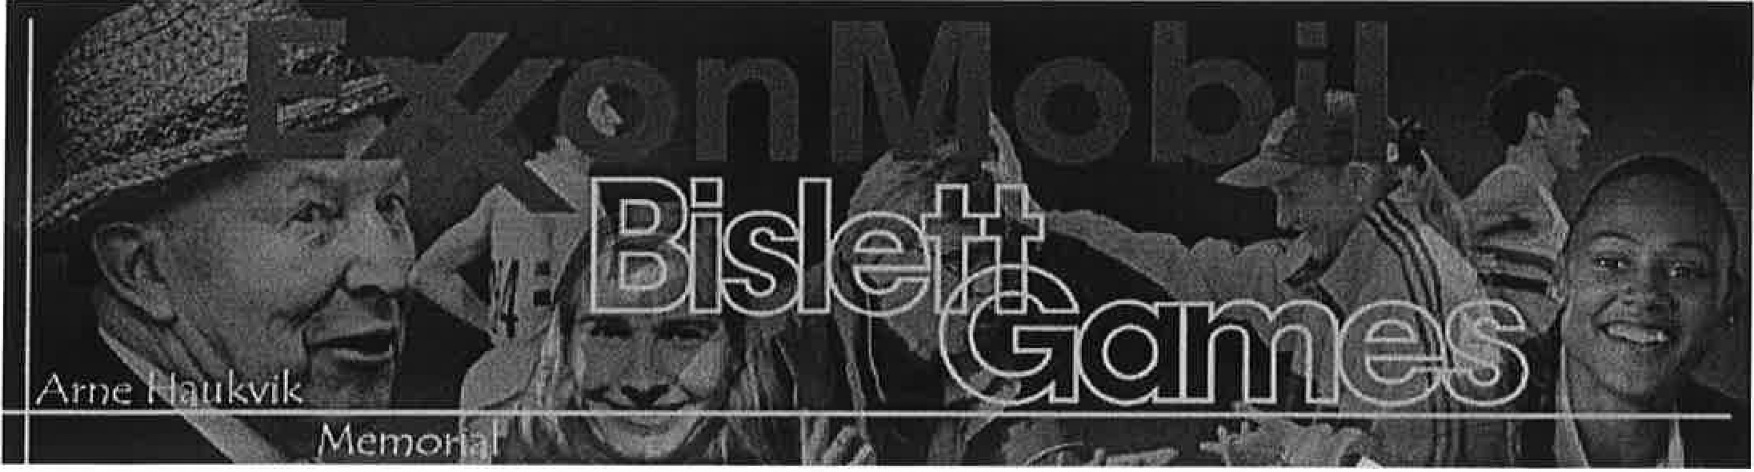 ExxonMobil
Bislett
Games
Arne Haukvik
Memorial